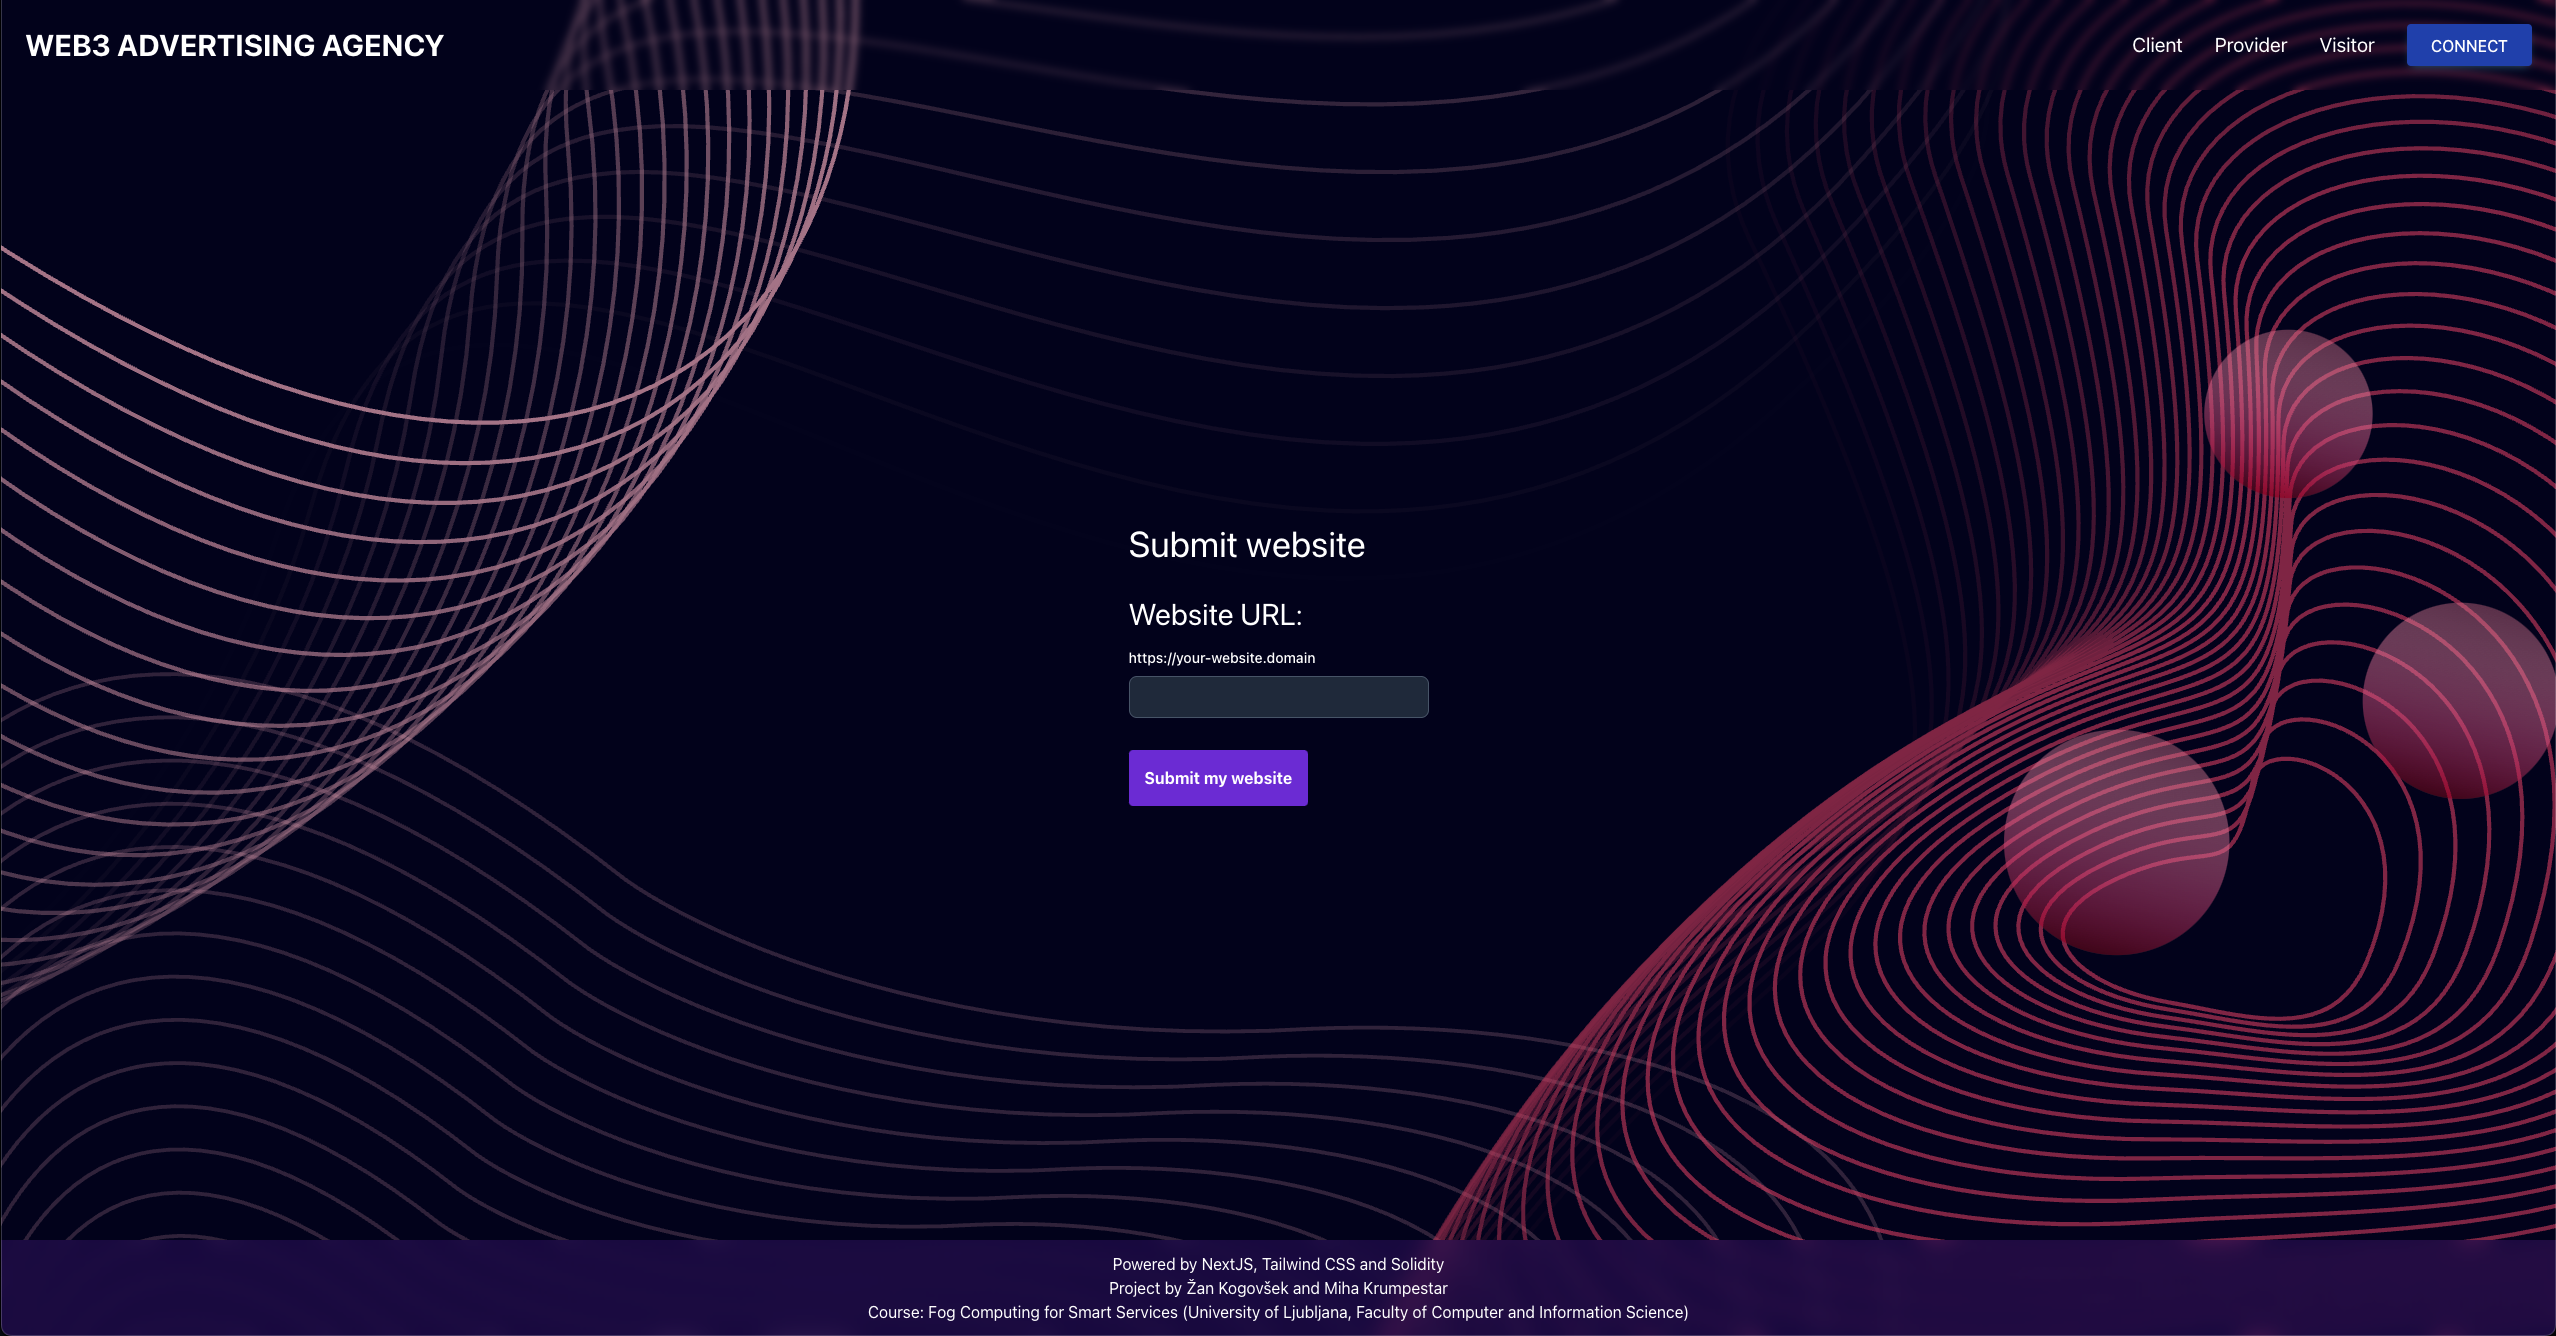 WEB3 ADVERTISING AGENCY
Client Provider Visitor CONNECT
Submit website
Website URL:
https://your-website.domain
Submit my website
Powered by NextJS, Tailwind CSS and Solidity
Project by Žan Kogovšek and Miha Krumpestar
Course: Fog Computing for Smart Services (University of Ljubljana, Faculty of Computer and Information Science)